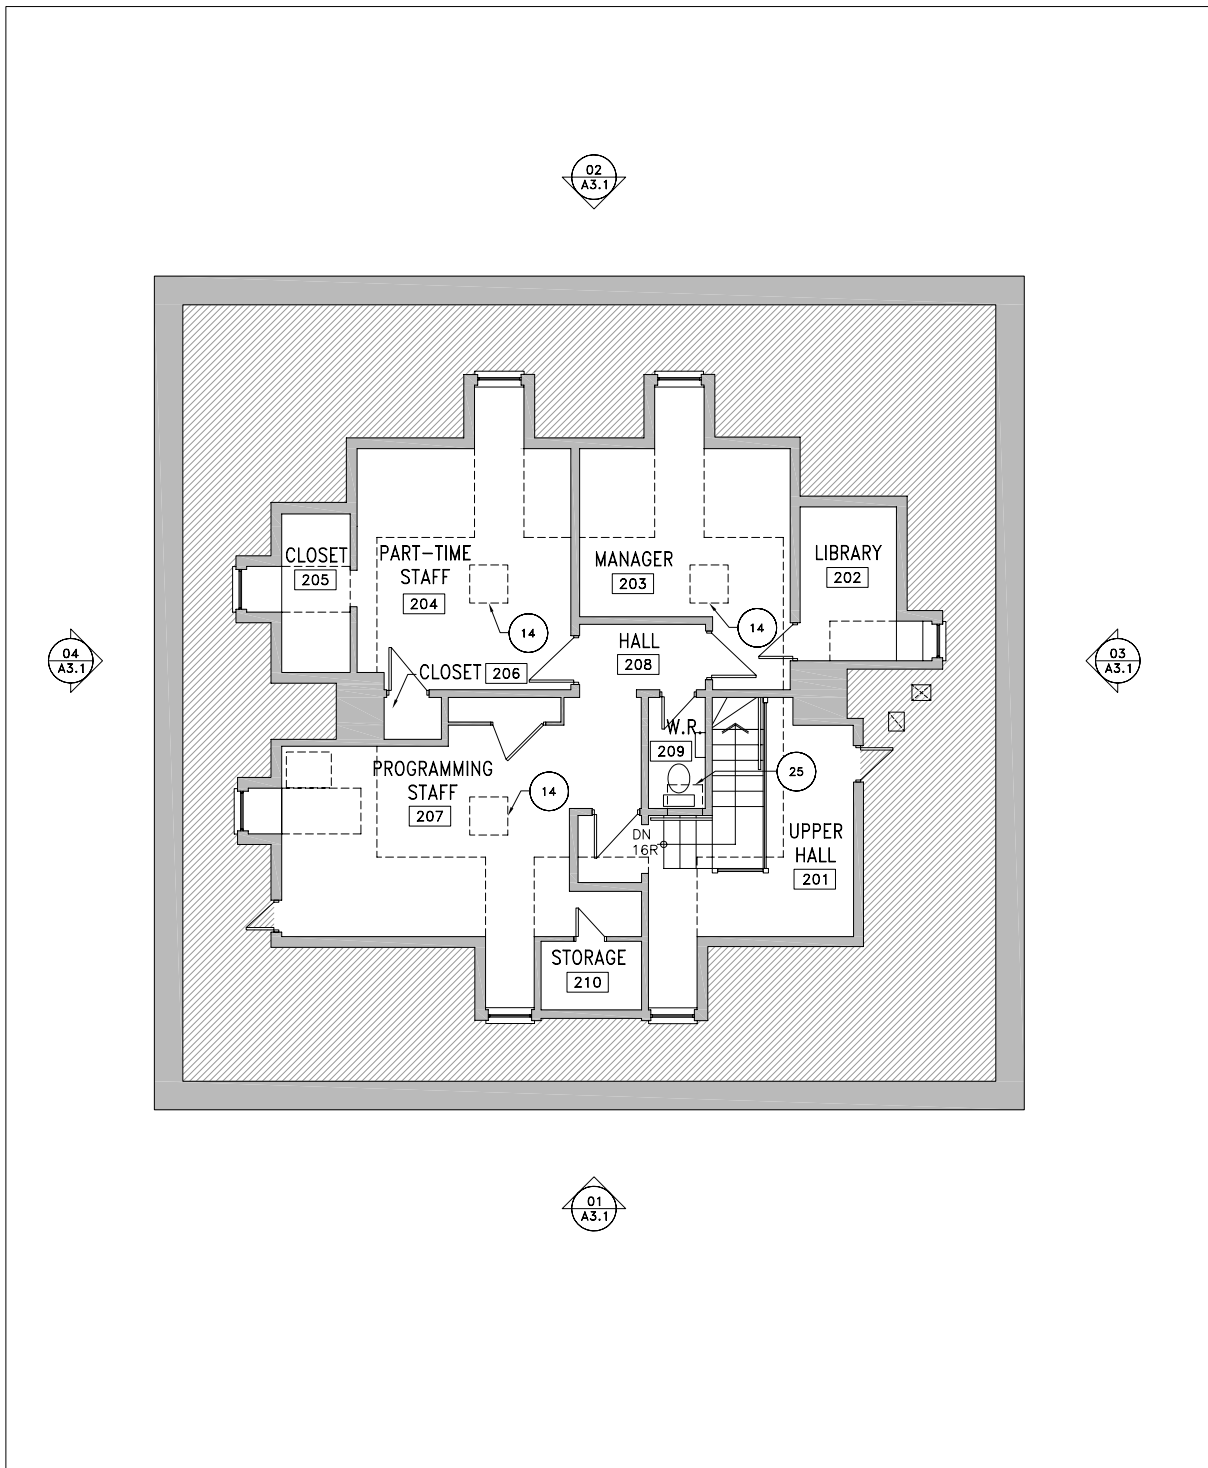 02
A3.1
CLOSET
205
PART-TIME
STAFF
204
MANAGER
203
LIBRARY
202
14
14
HALL
208
CLOSET 206
04
A3.1
03
A3.1
W.R.
209
PROGRAMMING
STAFF
207
14
25
DN
16R
UPPER
HALL
201
STORAGE
210
01
A3.1